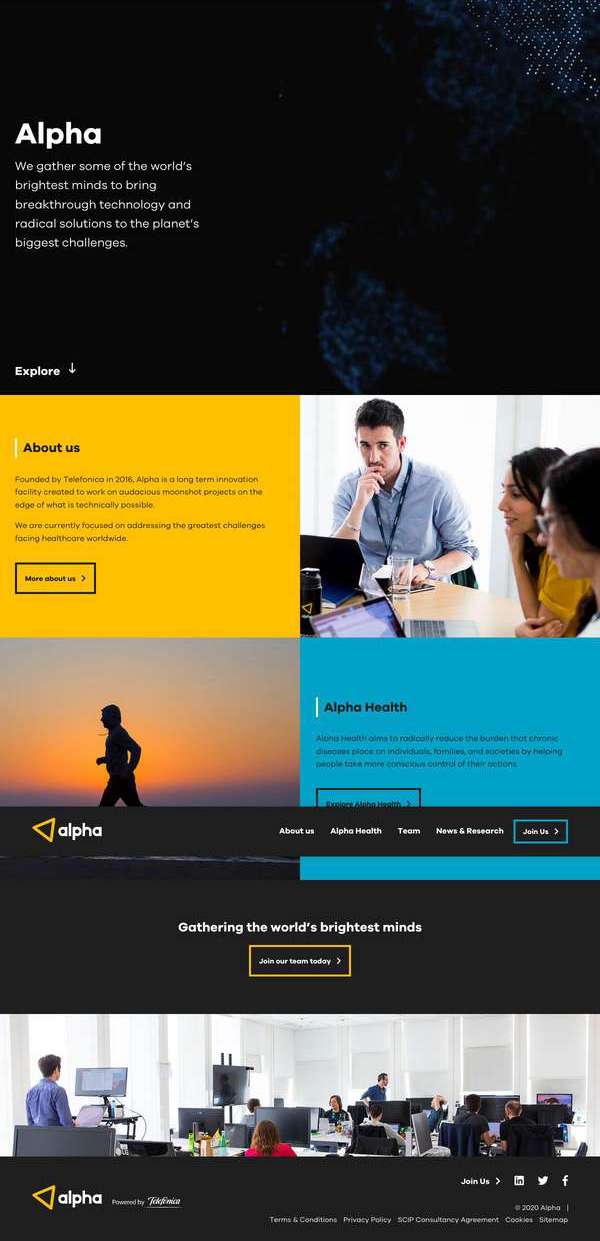 Alpha
We gather some of the world's
brightest minds to bring
breakthrough technology and
radical solutions to the planet's
biggest challenges.
Explore
About us
Founded by Telefonica in 2016, Alpha is a long term innovation
facility created to work on audacious moonshot projects on the
edge of what is technically possible.
We are currently focused on addressing the greatest challenges
facing healthcare worldwide.
More about us
Alpha Health
Alpha Health aims to radically reduce the burden that chronic
diseases place on individuals, families, and societies by helping
people take more conscious control of their actions.
Explore Alpha Health
alpha
About us Alpha Health Team News & Research Join Us
Gathering the world's brightest minds
Join our team today
Join Us
alpha Powered by Telefónica
© 2020 Alpha |
Terms & Conditions Privacy Policy SCIP Consultancy Agreement Cookies Sitemap